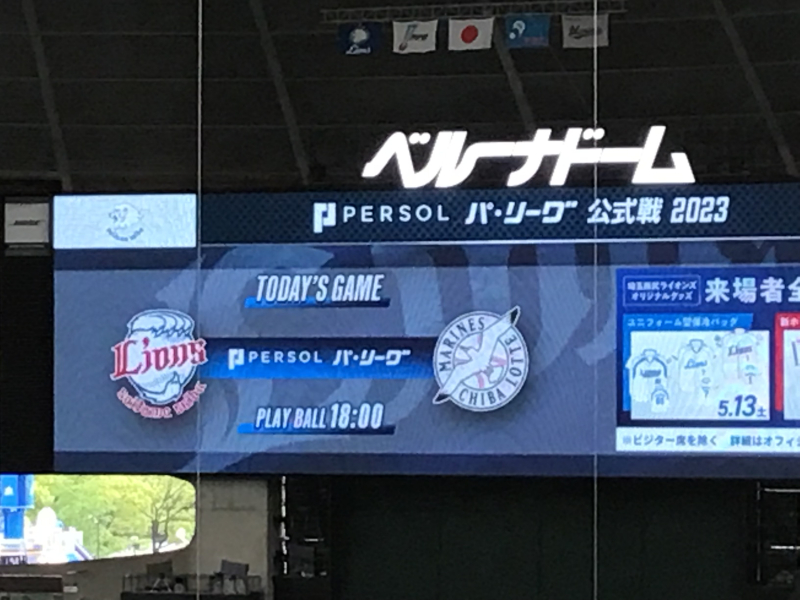 ベルーナドーム
PERSOL パ・リーグ 公式戦 2023
TODAY'S GAME
Lions
PERSOL パ・リーグ
MARINES
CHIBA LOTTE
PLAY BALL 18:00
埼玉西武ライオンズ
オリジナルグッズ
来場者全
ユニフォーム型保冷バッグ
5.13土
※ビジター席を除く 詳細はオフィシ